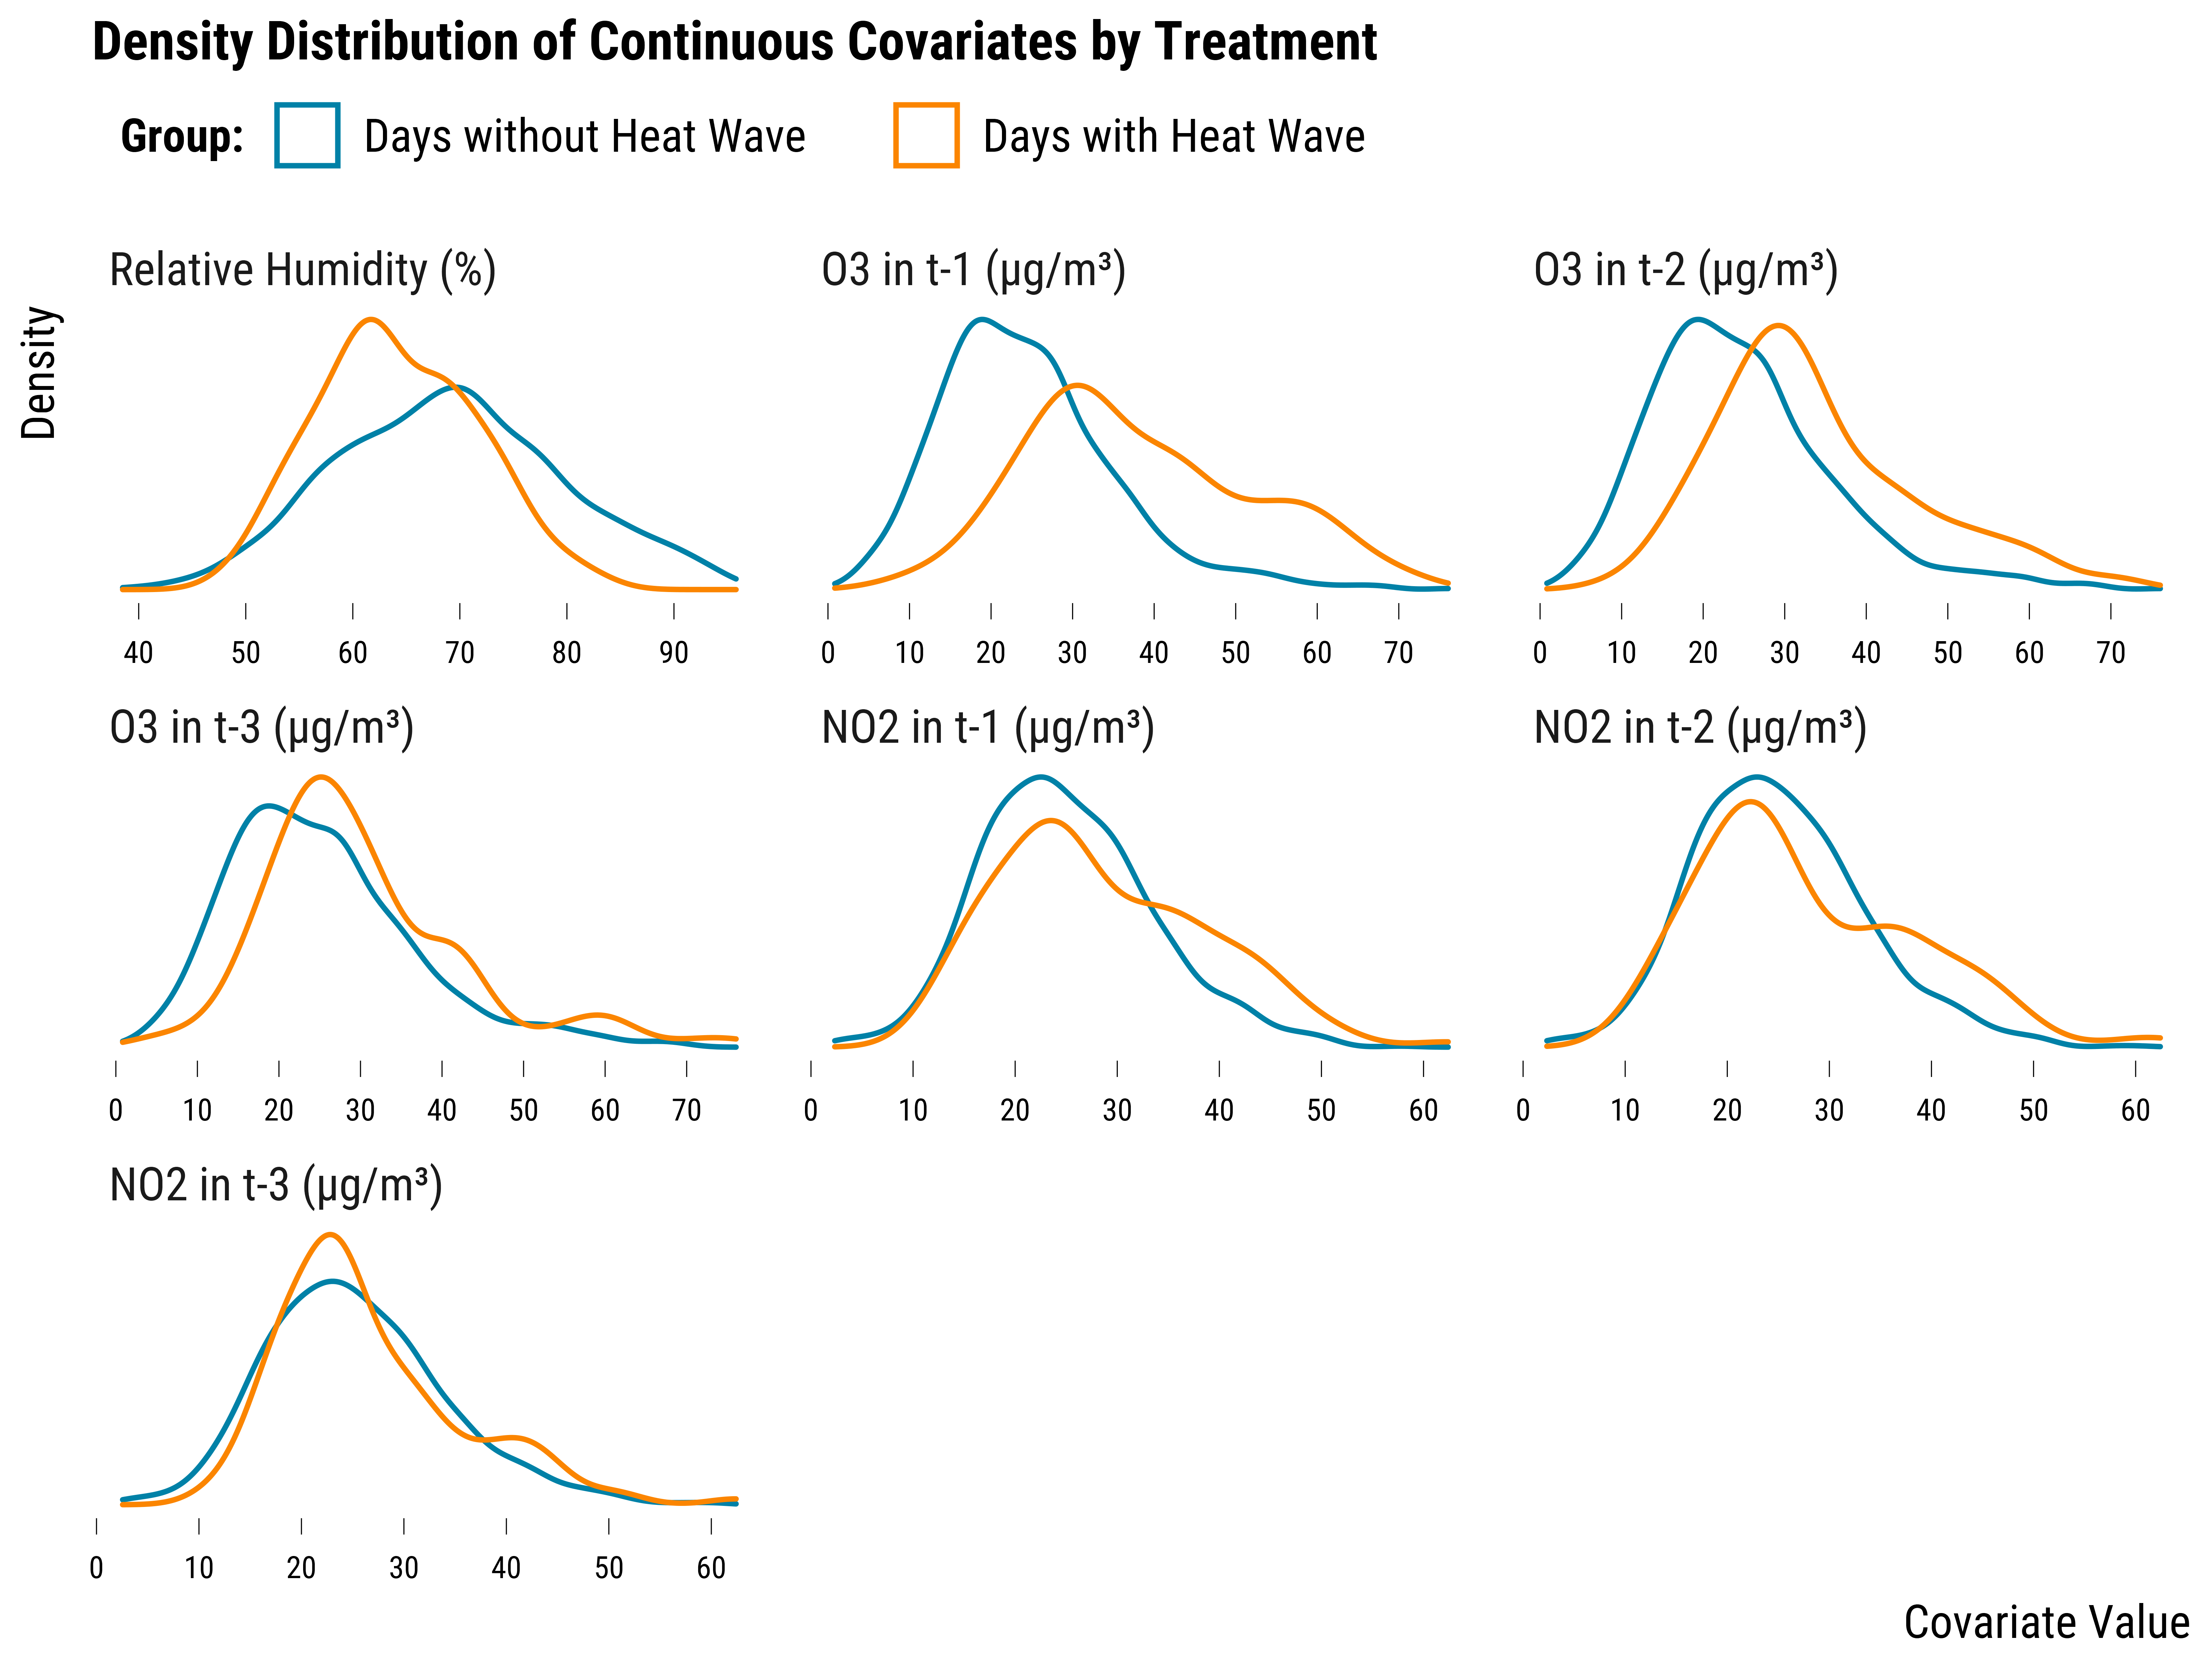 Density Distribution of Continuous Covariates by Treatment
Group: Days without Heat Wave Days with Heat Wave
Density
Relative Humidity (%)
40 50 60 70 80 90
O3 in t-1 (µg/m³)
0 10 20 30 40 50 60 70
O3 in t-2 (µg/m³)
0 10 20 30 40 50 60 70
O3 in t-3 (µg/m³)
0 10 20 30 40 50 60 70
NO2 in t-1 (µg/m³)
0 10 20 30 40 50 60
NO2 in t-2 (µg/m³)
0 10 20 30 40 50 60
NO2 in t-3 (µg/m³)
0 10 20 30 40 50 60
Covariate Value